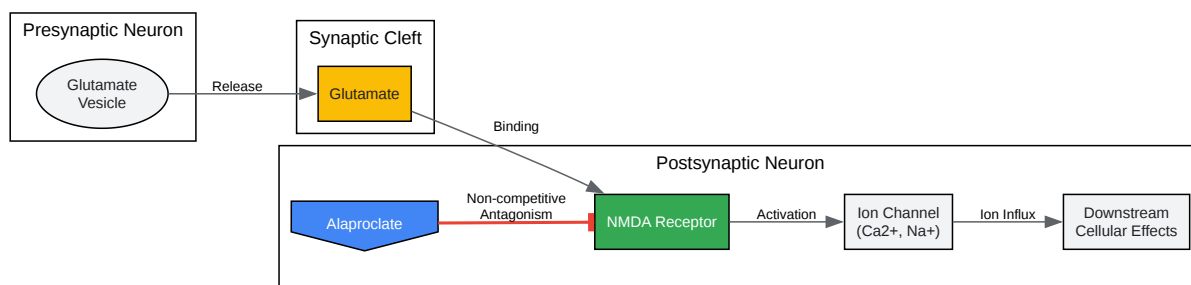 Presynaptic Neuron
Glutamate
Vesicle
Release
Synaptic Cleft
Glutamate
Binding
Postsynaptic Neuron
Alaproclate
Non-competitive
Antagonism
NMDA Receptor
Activation
Ion Channel
(Ca2+, Na+)
Ion Influx
Downstream
Cellular Effects